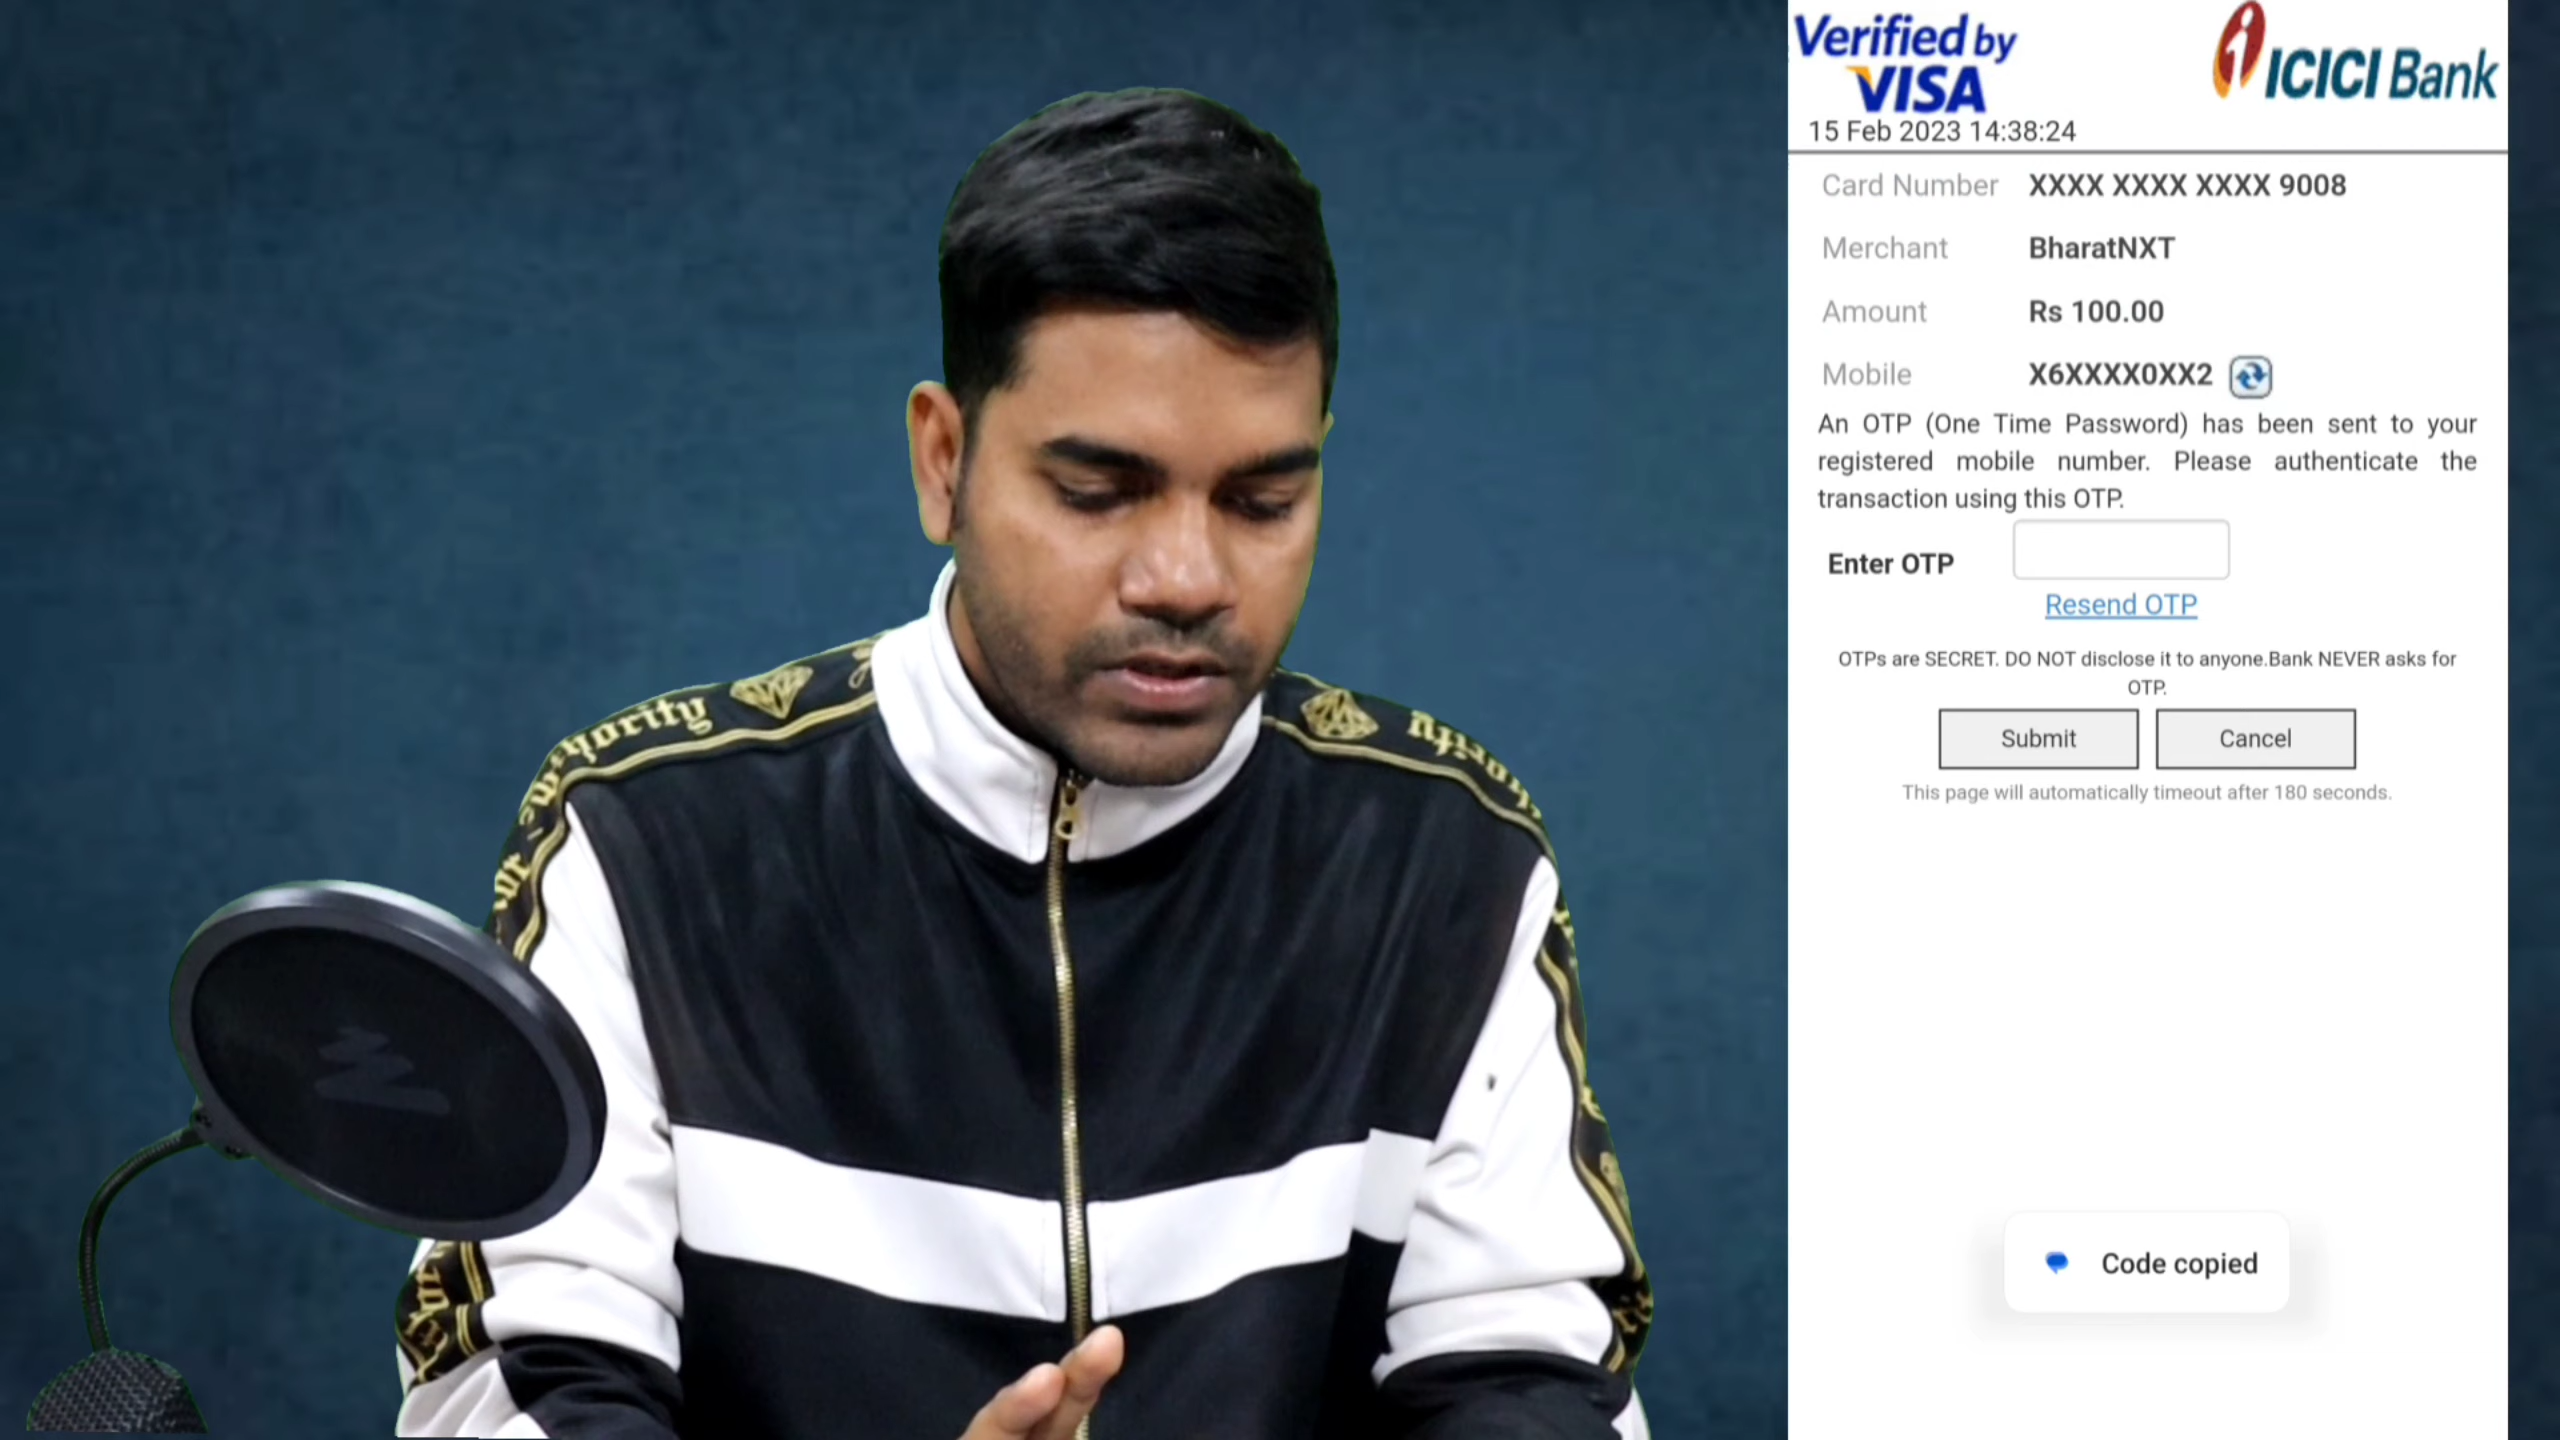 Verified by
VISA
ICICI Bank
15 Feb 2023 14:38:24
Card Number XXXX XXXX XXXX 9008
Merchant BharatNXT
Amount Rs 100.00
Mobile X6XXXX0XX2
An OTP (One Time Password) has been sent to your
registered mobile number. Please authenticate the
transaction using this OTP.
Enter OTP
Resend OTP
OTPs are SECRET. DO NOT disclose it to anyone.Bank NEVER asks for
OTP.
Submit Cancel
This page will automatically timeout after 180 seconds.
Code copied